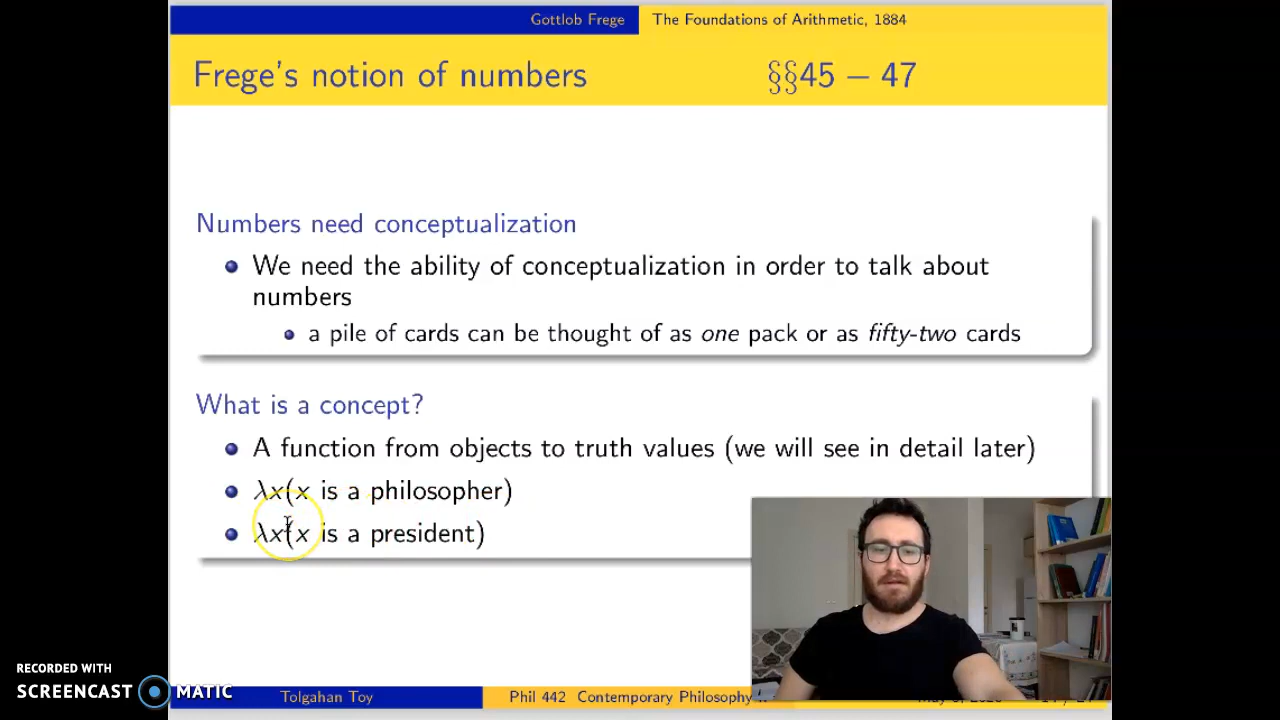 Gottlob Frege The Foundations of Arithmetic, 1884
Frege's notion of numbers §§45 – 47
Numbers need conceptualization
We need the ability of conceptualization in order to talk about
numbers
a pile of cards can be thought of as one pack or as fifty-two cards
What is a concept?
A function from objects to truth values (we will see in detail later)
λx(x is a philosopher)
λx(x is a president)
RECORDED WITH
SCREENCAST MATIC
Tolgahan Toy Phil 442 Contemporary Philosophy